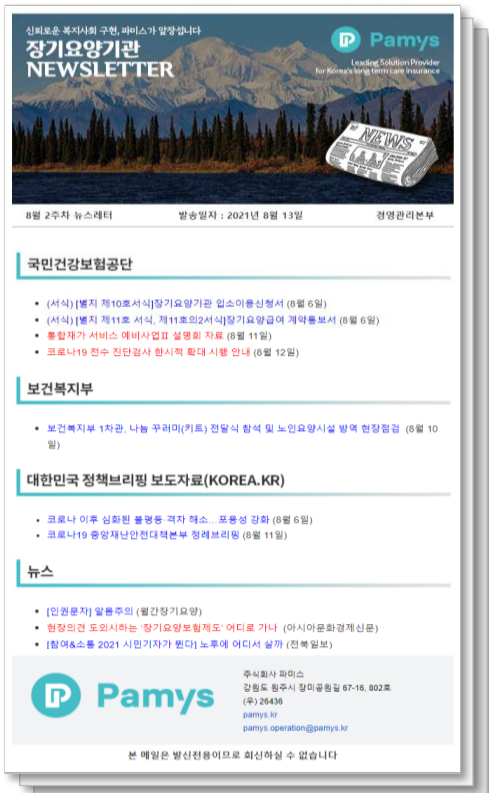 신뢰로운 복지사회 구현, 파미스가 앞장섭니다
장기요양기관
NEWSLETTER
Pamys
Leading Solution Provider
for Korea's long term care insurance
NEWS
8월 2주차 뉴스레터 발송일자 : 2021년 8월 13일 경영관리본부
국민건강보험공단
(서식) [별지 제10호서식]장기요양기관 입소이용신청서 (8월 6일)
(서식) [별지 제11호 서식, 제11호의2서식]장기요양급여 계약통보서 (8월 6일)
통합재가 서비스 예비사업Ⅱ 설명회 자료 (8월 11일)
코로나19 전수 진단검사 한시적 확대 시행 안내 (8월 12일)
보건복지부
보건복지부 1차관, 나눔 꾸러미(키트) 전달식 참석 및 노인요양시설 방역 현장점검 (8월 10
일)
대한민국 정책브리핑 보도자료(KOREA.KR)
코로나 이후 심화된 불평등·격차 해소…포용성 강화 (8월 6일)
코로나19 중앙재난안전대책본부 정례브리핑 (8월 11일)
뉴스
[인권문자] 알품주의 (월간장기요양)
현장의견 도외시하는 '장기요양보험제도' 어디로 가나 (아시아문화경제신문)
[참여&소통 2021 시민기자가 뛴다] 노후에 어디서 살까 (전북일보)
Pamys
주식회사 파미스
강원도 원주시 장미공원길 67-16, 802호
(우) 26436
pamys.kr
pamys.operation@pamys.kr
본 메일은 발신전용이므로 회신하실 수 없습니다